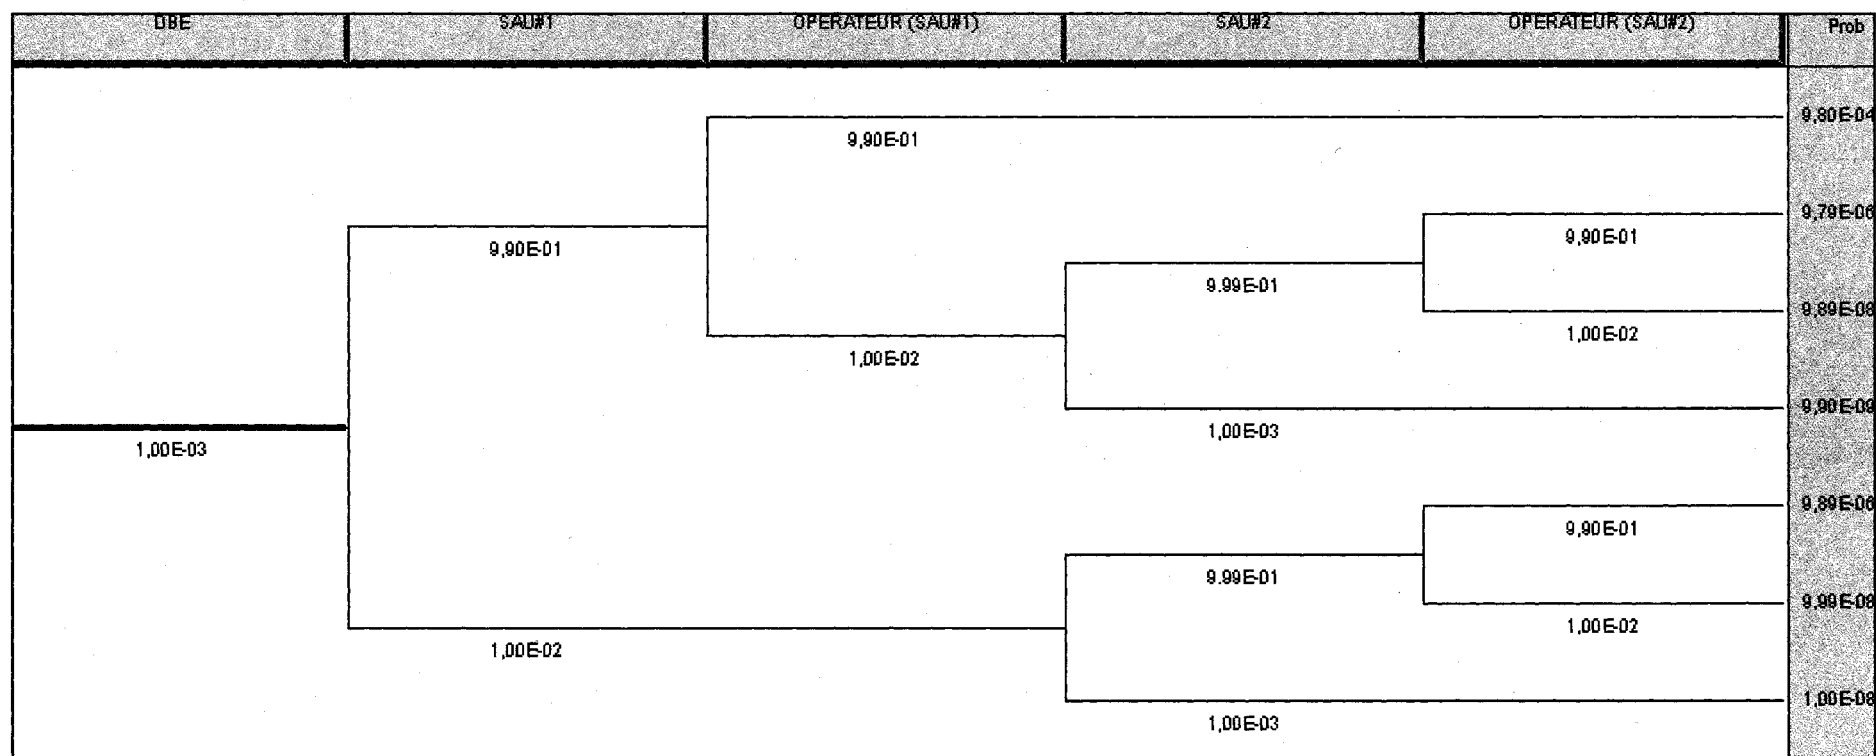 DBE SAU#1 OPERATEUR (SAU#1) SAU#2 OPERATEUR (SAU#2) Prob
9,80E-04
9,90E-01
9,79E-06
9,90E-01
9,90E-01
9.99E-01
9,89E-08
1,00E-02
1,00E-02
9,90E-09
1,00E-03
1,00E-03
9,89E-06
9,90E-01
9.99E-01
9,99E-08
1,00E-02
1,00E-02
1,00E-08
1,00E-03